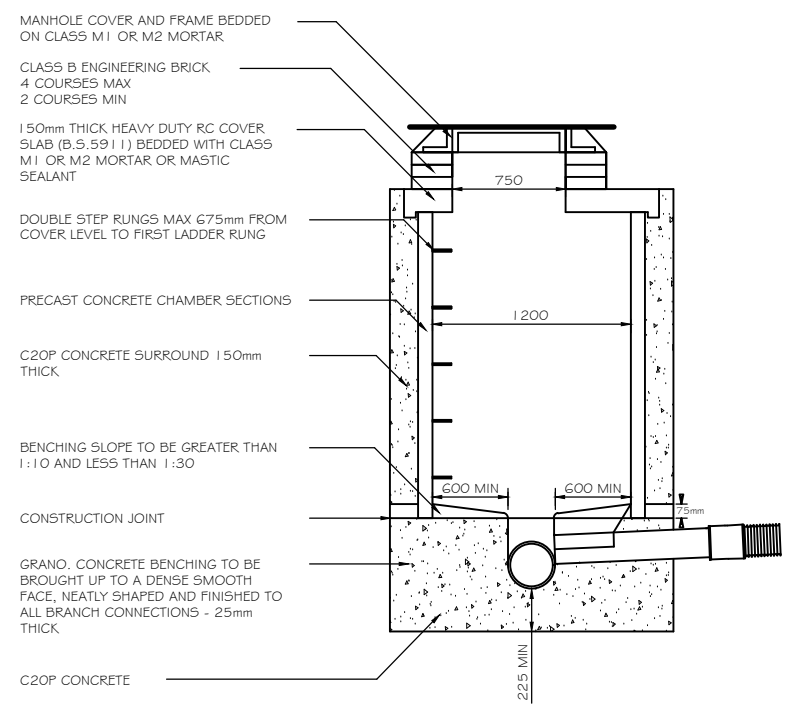 MANHOLE COVER AND FRAME BEDDED
ON CLASS M1 OR M2 MORTAR
CLASS B ENGINEERING BRICK
4 COURSES MAX
2 COURSES MIN
150mm THICK HEAVY DUTY RC COVER
SLAB (B.S.5911) BEDDED WITH CLASS
M1 OR M2 MORTAR OR MASTIC
SEALANT
750
DOUBLE STEP RUNGS MAX 675mm FROM
COVER LEVEL TO FIRST LADDER RUNG
PRECAST CONCRETE CHAMBER SECTIONS
1200
C20P CONCRETE SURROUND 150mm
THICK
BENCHING SLOPE TO BE GREATER THAN
1:10 AND LESS THAN 1:30
600 MIN
600 MIN
75mm
CONSTRUCTION JOINT
GRANO. CONCRETE BENCHING TO BE
BROUGHT UP TO A DENSE SMOOTH
FACE, NEATLY SHAPED AND FINISHED TO
ALL BRANCH CONNECTIONS - 25mm
THICK
225 MIN
C20P CONCRETE